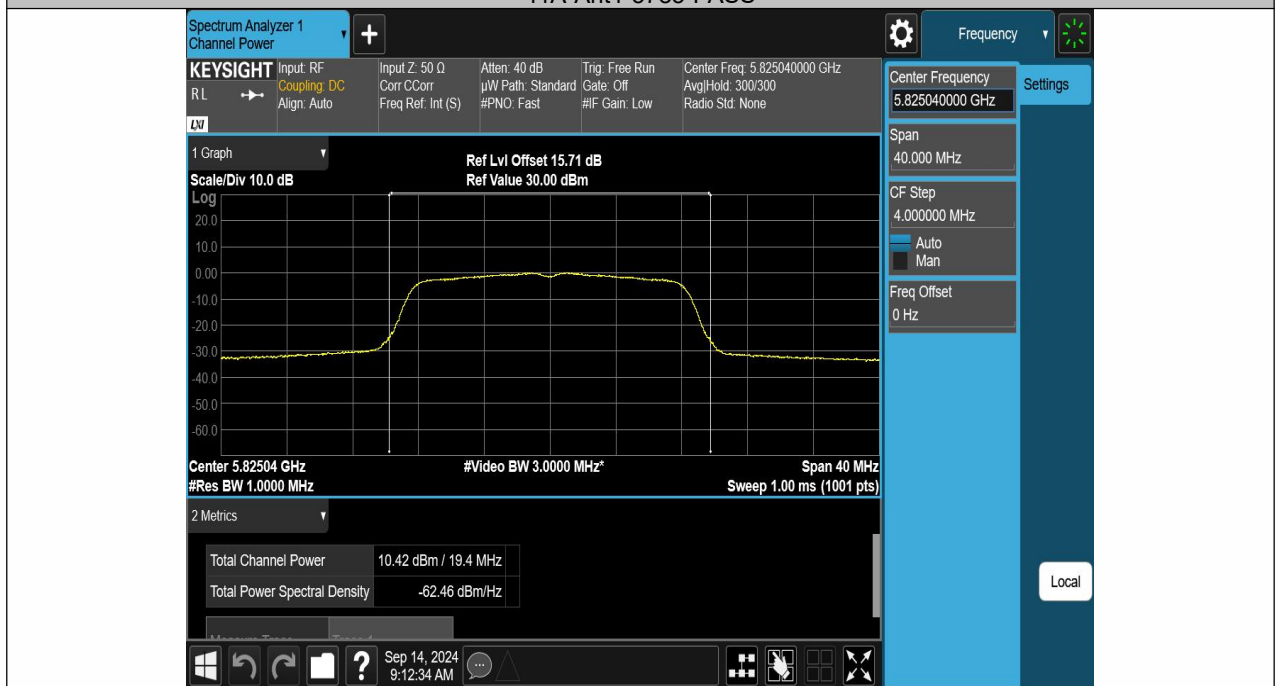 Spectrum Analyzer 1
Channel Power
+
Frequency
KEYSIGHT
R L
LXI
Input: RF
Coupling: DC
Align: Auto
Input Z: 50 Ω
Corr CCorr
Freq Ref: Int (S)
Atten: 40 dB
µW Path: Standard
#PNO: Fast
Trig: Free Run
Gate: Off
#IF Gain: Low
Center Freq: 5.825040000 GHz
Avg|Hold: 300/300
Radio Std: None
Center Frequency
5.825040000 GHz
Settings
Span
40.000 MHz
CF Step
4.000000 MHz
Auto
Man
Freq Offset
0 Hz
1 Graph
Scale/Div 10.0 dB
Ref Lvl Offset 15.71 dB
Ref Value 30.00 dBm
Log
20.0
10.0
0.00
-10.0
-20.0
-30.0
-40.0
-50.0
-60.0
Center 5.82504 GHz
#Video BW 3.0000 MHz*
Span 40 MHz
#Res BW 1.0000 MHz
Sweep 1.00 ms (1001 pts)
2 Metrics
Total Channel Power 10.42 dBm / 19.4 MHz
Total Power Spectral Density -62.46 dBm/Hz
Local
?
Sep 14, 2024
9:12:34 AM